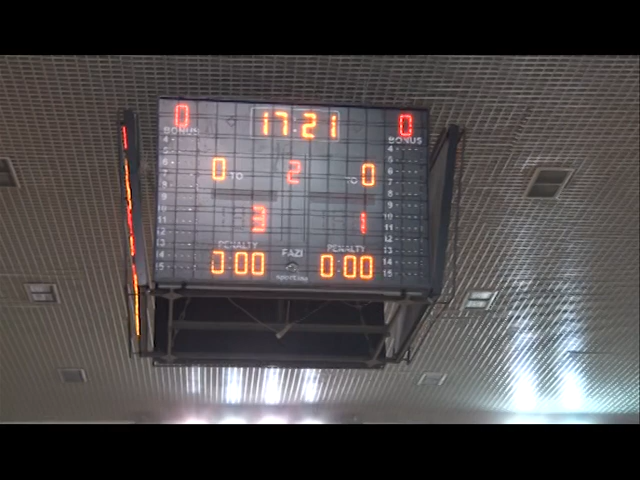 0 17:21 0
BONUS BONUS
4 4
5 5
6 0 TO 2 TO 0 6
7 7
8 8
9 9
10 10
11 3 1 11
12 12
13 13
14 PENALTY FAZI PENALTY 14
15 0:00 sportime 0:00 15